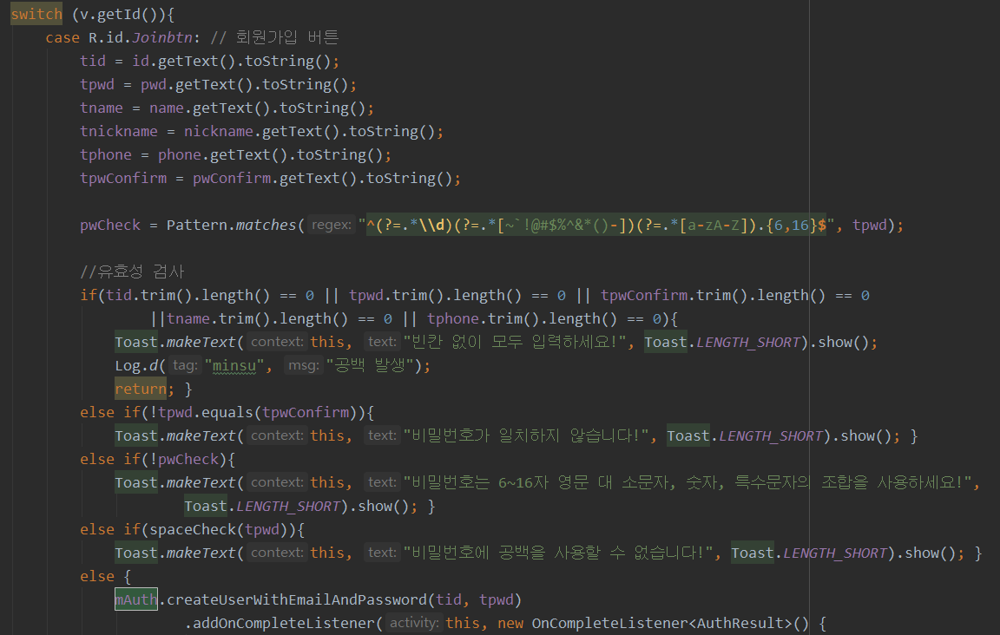 switch (v.getId()){
case R.id.Joinbtn: // 회원가입 버튼
tid = id.getText().toString();
tpwd = pwd.getText().toString();
tname = name.getText().toString();
tnickname = nickname.getText().toString();
tphone = phone.getText().toString();
tpwConfirm = pwConfirm.getText().toString();
pwCheck = Pattern.matches( regex: "^(?=.*\\d)(?=.*[~`!@#$%^&*()-])(?=.*[a-zA-Z]).{6,16}$", tpwd);
//유효성 검사
if(tid.trim().length() == 0 || tpwd.trim().length() == 0 || tpwConfirm.trim().length() == 0
||tname.trim().length() == 0 || tphone.trim().length() == 0){
Toast.makeText( context: this, text: "빈칸 없이 모두 입력하세요!", Toast.LENGTH_SHORT).show();
Log.d( tag: "minsu", msg: "공백 발생");
return; }
else if(!tpwd.equals(tpwConfirm)){
Toast.makeText( context: this, text: "비밀번호가 일치하지 않습니다!", Toast.LENGTH_SHORT).show(); }
else if(!pwCheck){
Toast.makeText( context: this, text: "비밀번호는 6~16자 영문 대 소문자, 숫자, 특수문자의 조합을 사용하세요!",
Toast.LENGTH_SHORT).show(); }
else if(spaceCheck(tpwd)){
Toast.makeText( context: this, text: "비밀번호에 공백을 사용할 수 없습니다!", Toast.LENGTH_SHORT).show(); }
else {
mAuth.createUserWithEmailAndPassword(tid, tpwd)
.addOnCompleteListener( activity: this, new OnCompleteListener<AuthResult>() {